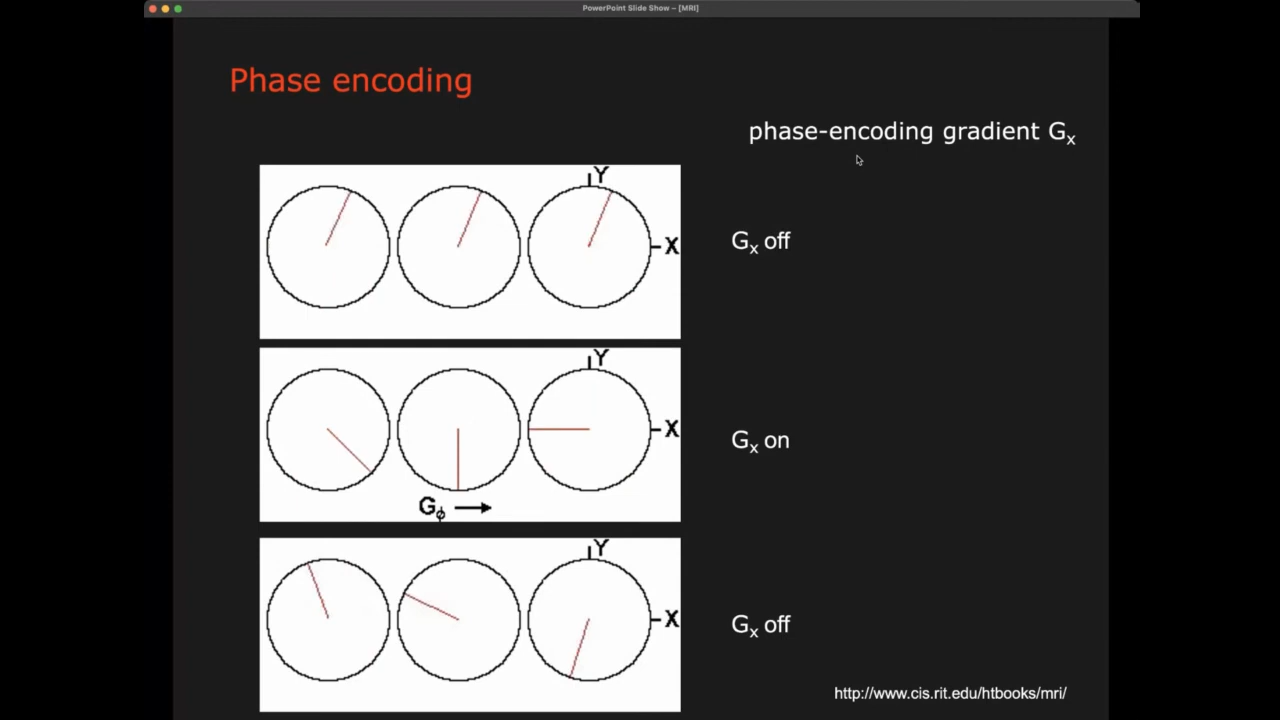 PowerPoint Slide Show – [MRI]
Phase encoding
phase-encoding gradient Gx
Y
X
Gx off
Y
X
Gϕ
Gx on
Y
X
Gx off
http://www.cis.rit.edu/htbooks/mri/